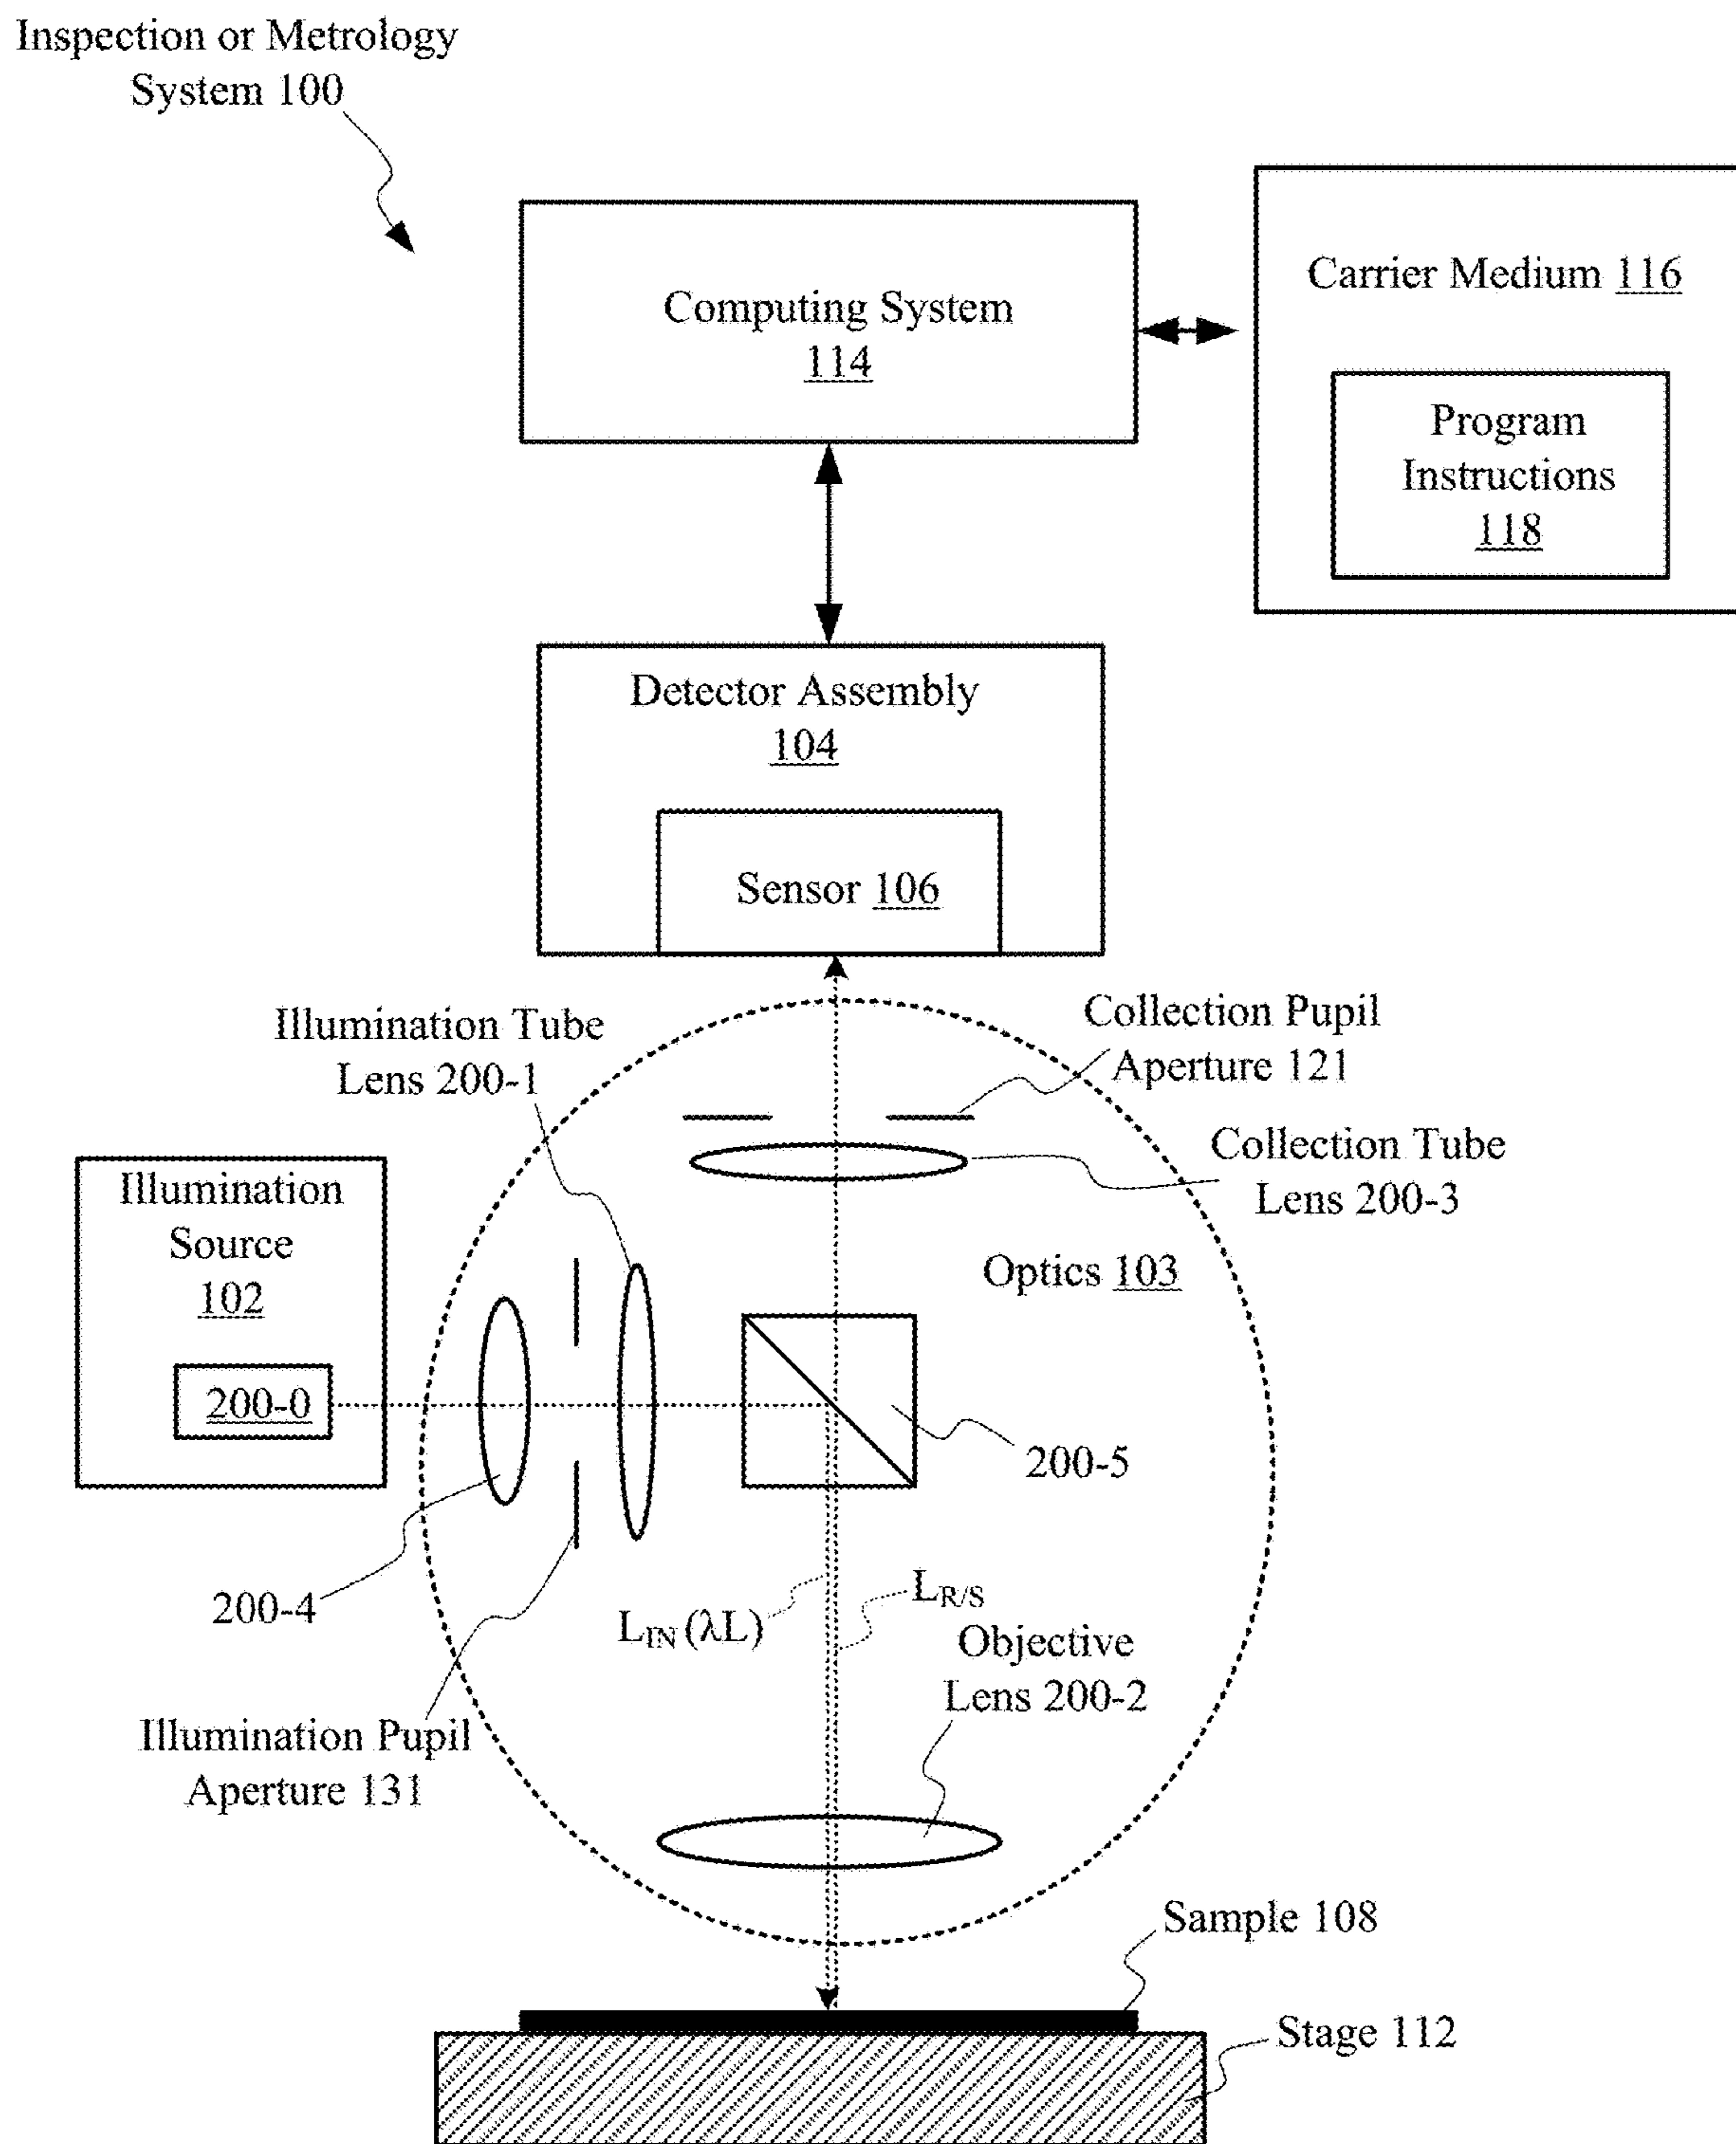 Inspection or Metrology
System 100
Computing System
114
Carrier Medium 116
Program
Instructions
118
Detector Assembly
104
Sensor 106
Illumination Tube
Lens 200-1
Collection Pupil
Aperture 121
Collection Tube
Lens 200-3
Illumination
Source
102
200-0
Optics 103
200-5
200-4
LIN (λL)
LR/S
Objective
Lens 200-2
Illumination Pupil
Aperture 131
Sample 108
Stage 112